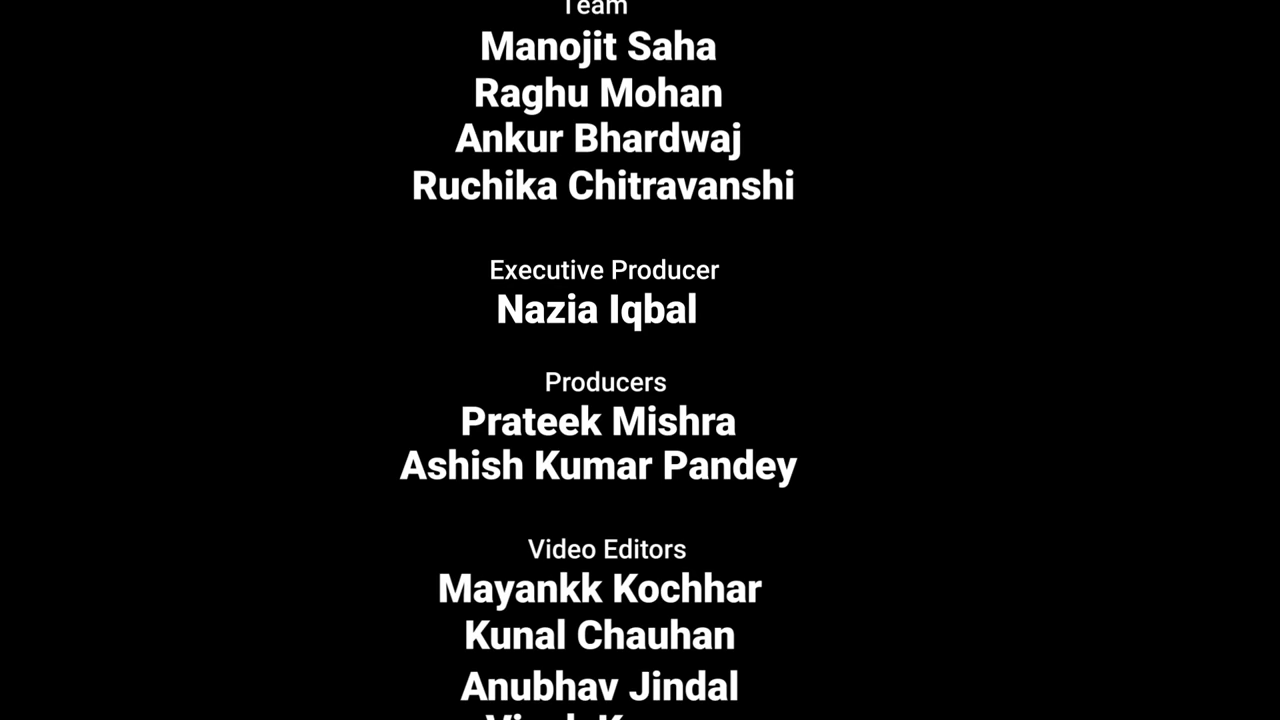 Team
Manojit Saha
Raghu Mohan
Ankur Bhardwaj
Ruchika Chitravanshi
Executive Producer
Nazia Iqbal
Producers
Prateek Mishra
Ashish Kumar Pandey
Video Editors
Mayankk Kochhar
Kunal Chauhan
Anubhav Jindal